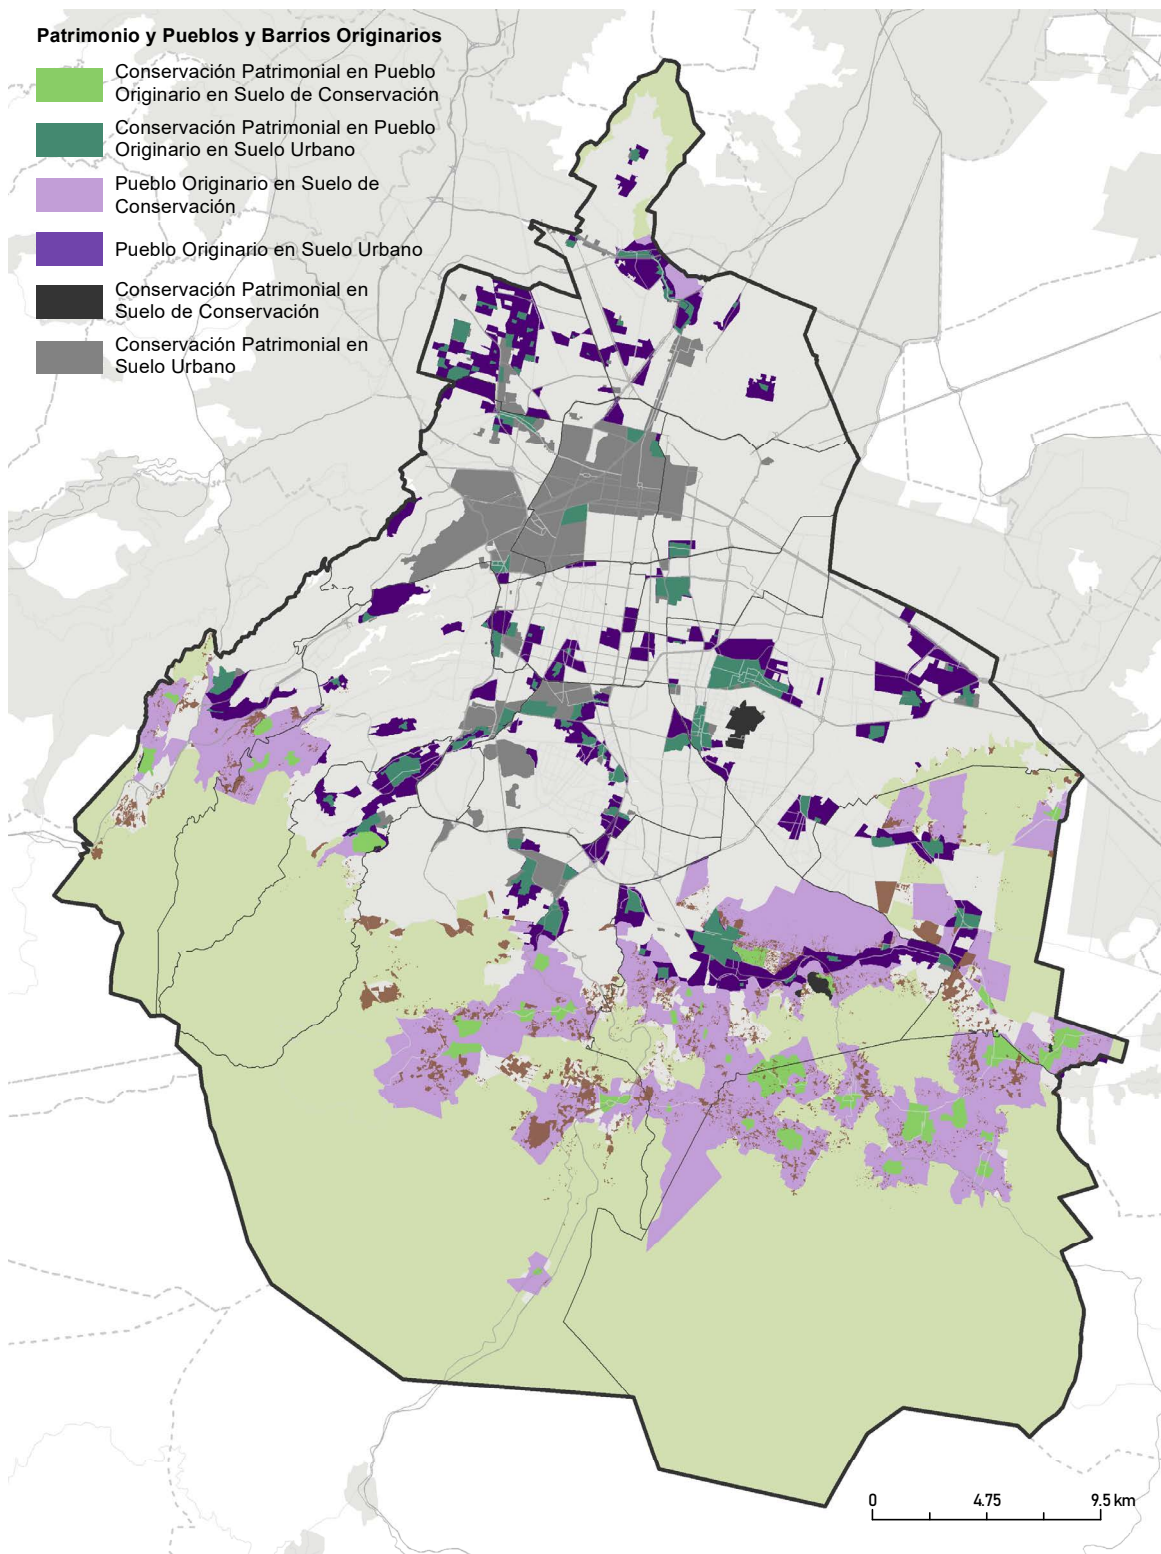 Patrimonio y Pueblos y Barrios Originarios
Conservación Patrimonial en Pueblo
Originario en Suelo de Conservación
Conservación Patrimonial en Pueblo
Originario en Suelo Urbano
Pueblo Originario en Suelo de
Conservación
Pueblo Originario en Suelo Urbano
Conservación Patrimonial en
Suelo de Conservación
Conservación Patrimonial en
Suelo Urbano
0 4.75 9.5 km